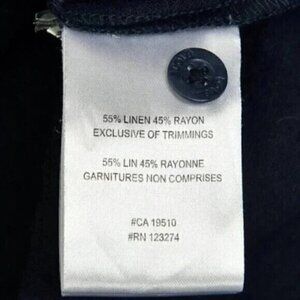 55% LINEN 45% RAYON
EXCLUSIVE OF TRIMMINGS
55% LIN 45% RAYONNE
GARNITURES NON COMPRISES
#CA 19510
#RN 123274